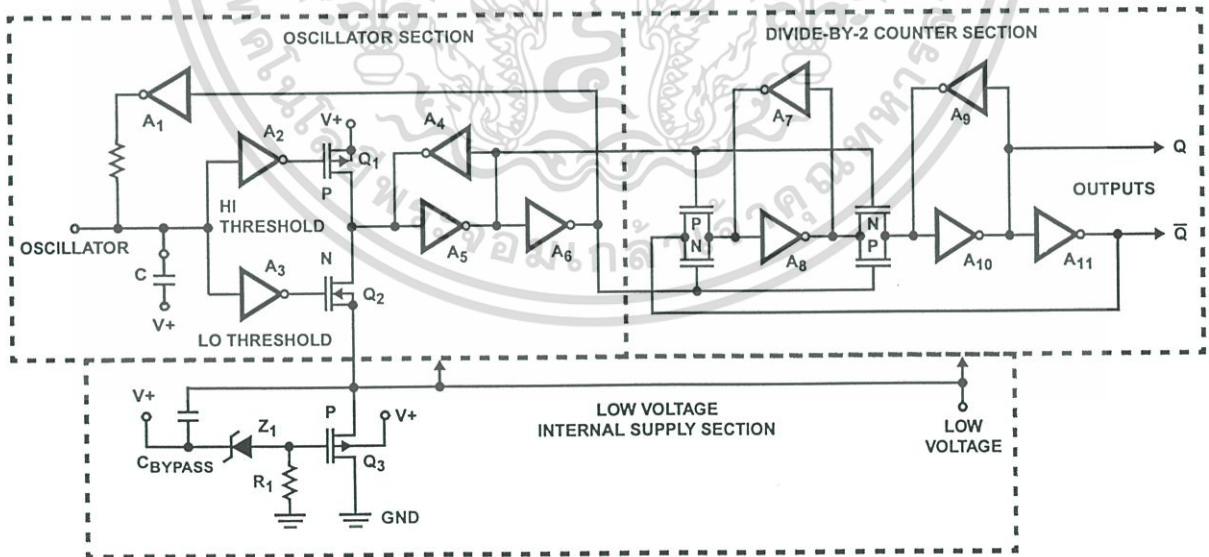 OSCILLATOR SECTION
DIVIDE-BY-2 COUNTER SECTION
A1
A2
V+
Q1
P
A4
A7
A9
Q
HI
THRESHOLD
OSCILLATOR
C
V+
A3
N
Q2
A5
A6
P
N
A8
N
P
A10
A11
OUTPUTS
Q̅
LO THRESHOLD
V+
CBYPASS
Z1
R1
P
V+
Q3
GND
LOW VOLTAGE
INTERNAL SUPPLY SECTION
LOW
VOLTAGE